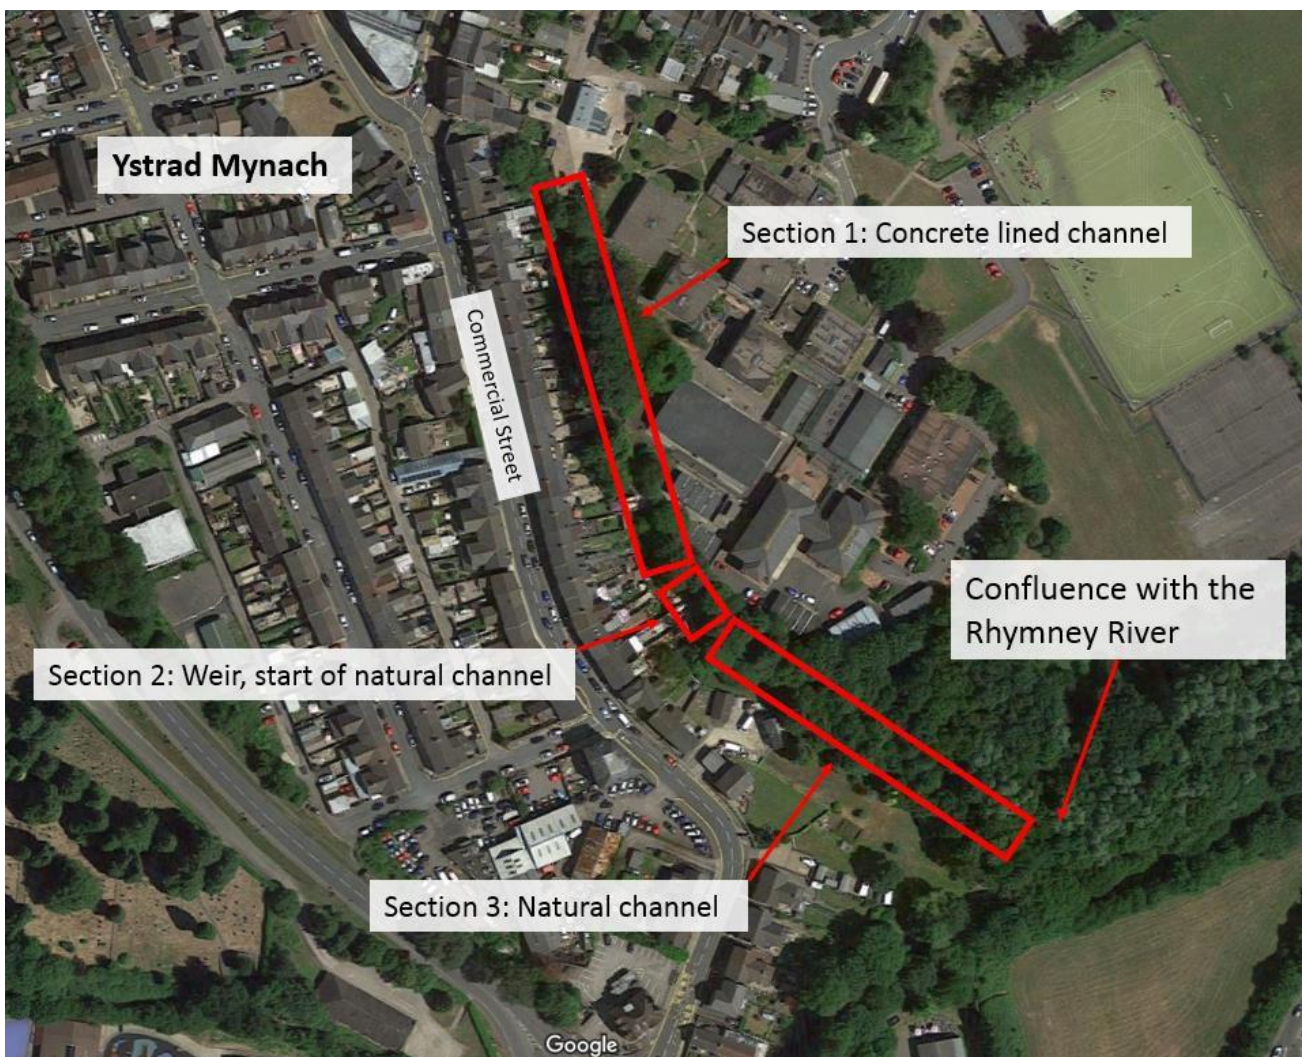 Ystrad Mynach
Section 1: Concrete lined channel
Commercial Street
Confluence with the
Rhymney River
Section 2: Weir, start of natural channel
Section 3: Natural channel
Google